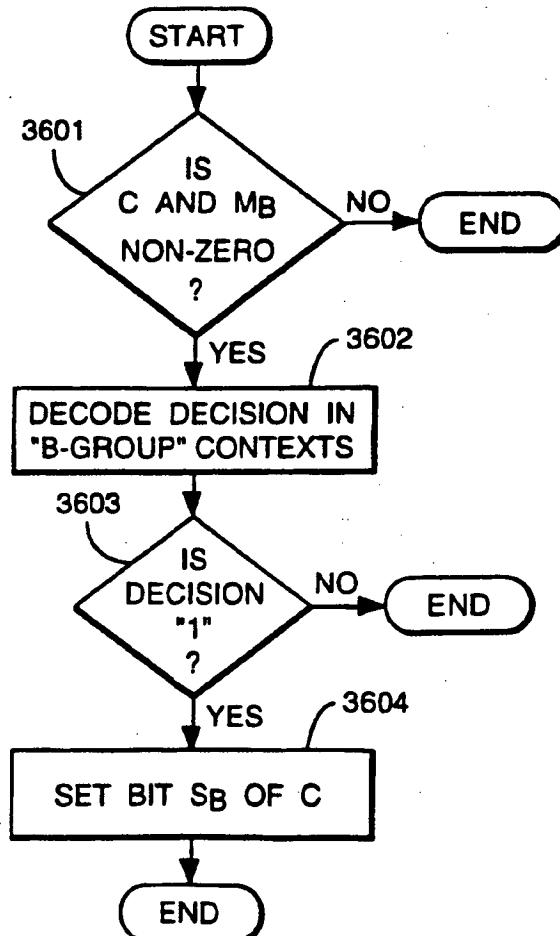 START
3601
IS
C AND MB
NON-ZERO
?
NO
END
YES
3602
DECODE DECISION IN
"B-GROUP" CONTEXTS
3603
IS
DECISION
"1"
?
NO
END
YES
3604
SET BIT SB OF C
END